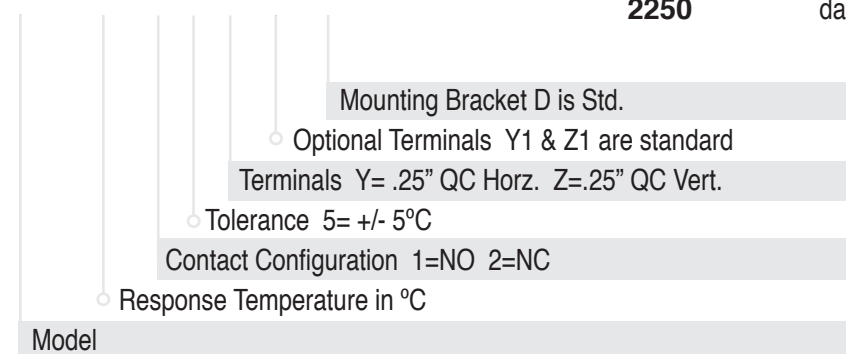 2250 da
Mounting Bracket D is Std.
Optional Terminals Y1 & Z1 are standard
Terminals Y= .25” QC Horz. Z=.25” QC Vert.
Tolerance 5= +/- 5ºC
Contact Configuration 1=NO 2=NC
Response Temperature in ºC
Model